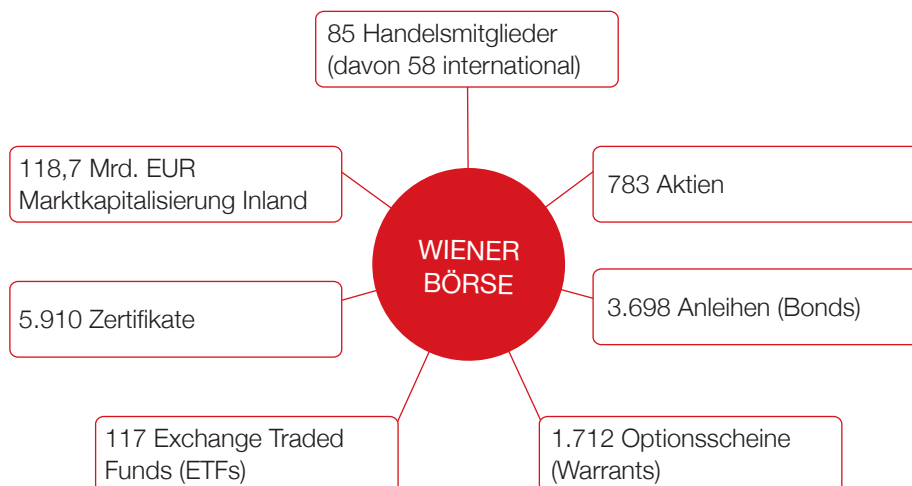 85 Handelsmitglieder
(davon 58 international)
118,7 Mrd. EUR
Marktkapitalisierung Inland
783 Aktien
WIENER
BÖRSE
5.910 Zertifikate
3.698 Anleihen (Bonds)
117 Exchange Traded
Funds (ETFs)
1.712 Optionsscheine
(Warrants)